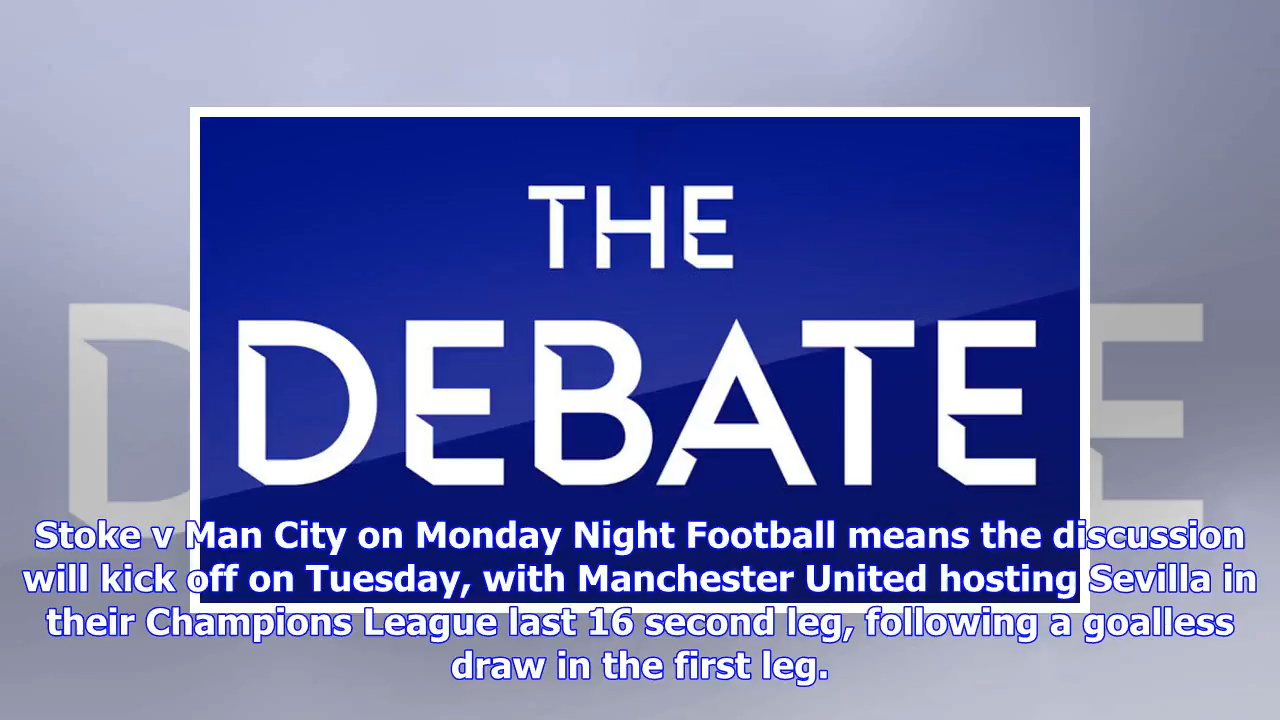 THE
DEBATE
Stoke v Man City on Monday Night Football means the discussion
will kick off on Tuesday, with Manchester United hosting Sevilla in
their Champions League last 16 second leg, following a goalless
draw in the first leg.